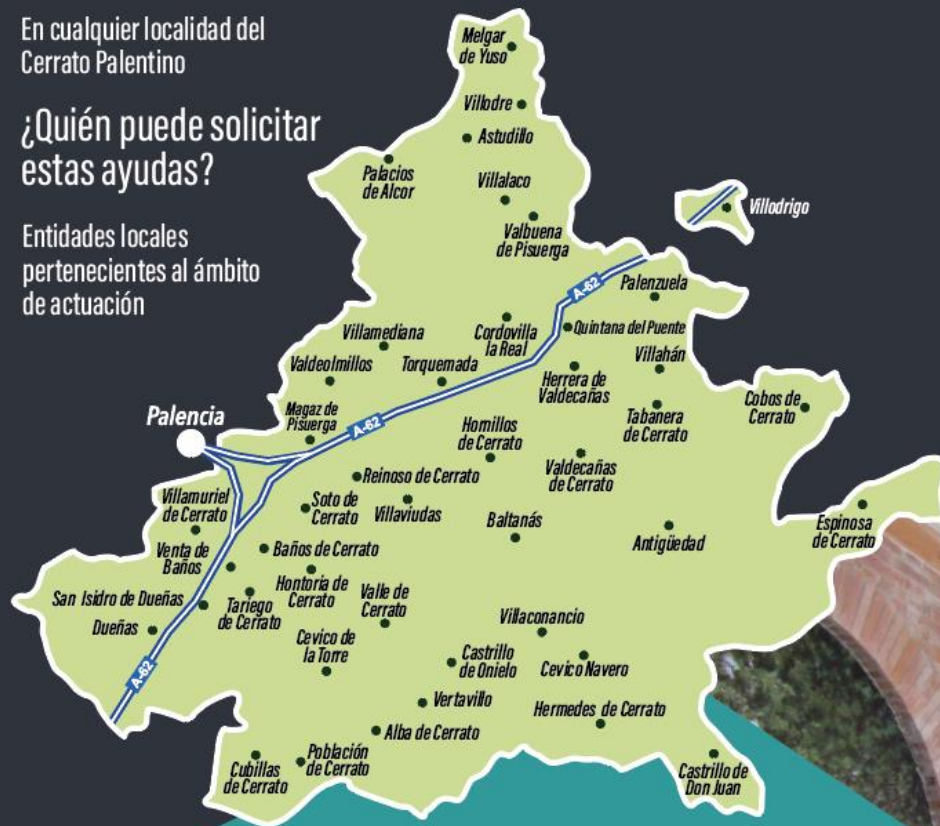 En cualquier localidad del
Cerrato Palentino
¿Quién puede solicitar
estas ayudas?
Entidades locales
pertenecientes al ámbito
de actuación
Melgar
de Yuso
Villodre
Astudillo
Palacios
de Alcor
Villalaco
Valbuena
de Pisuerga
Villodrigo
A-62
Palenzuela
Quintana del Puente
Cordovilla
la Real
Villamediana
Valdeolmillos
Torquemada
Villahán
Herrera de
Valdecañas
Cobos de
Cerrato
Tabanera
de Cerrato
Palencia
Magaz de
Pisuerga
A-62
Hornillos
de Cerrato
Valdecañas
de Cerrato
Reinoso de Cerrato
Villamuriel
de Cerrato
Soto de
Cerrato
Villaviudas
Baltanás
Antigüedad
Espinosa
de Cerrato
Venta de
Baños
Baños de Cerrato
Hontoria de
Cerrato
San Isidro de Dueñas
Tariego
de Cerrato
Valle de
Cerrato
Dueñas
Villaconancio
Cevico de
la Torre
Castrillo
de Onielo
Cevico Navero
A-62
Vertavillo
Hermedes de Cerrato
Alba de Cerrato
Cubillas
de Cerrato
Población
de Cerrato
Castrillo de
Don Juan